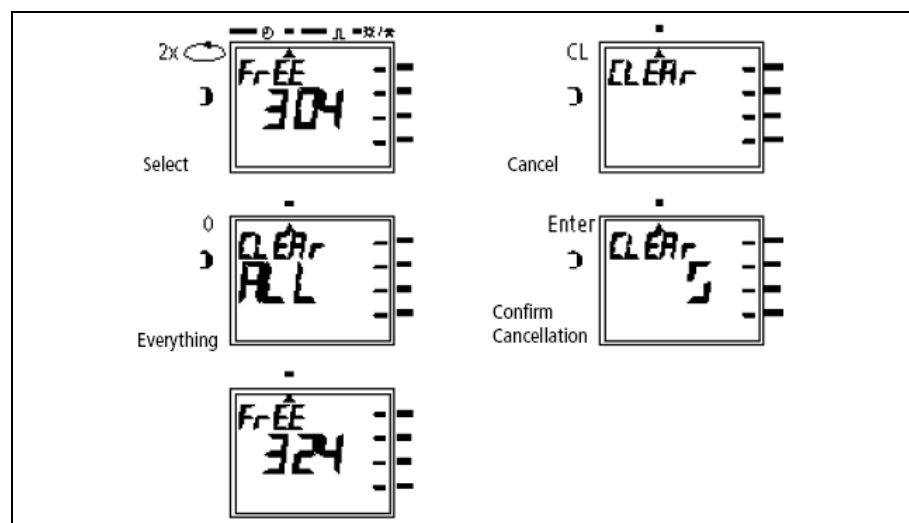 2x
FrEE
304
Select
CL
CLEAr
Cancel
0
CLEAr
ALL
Everything
Enter
CLEAr
5
Confirm
Cancellation
FrEE
324